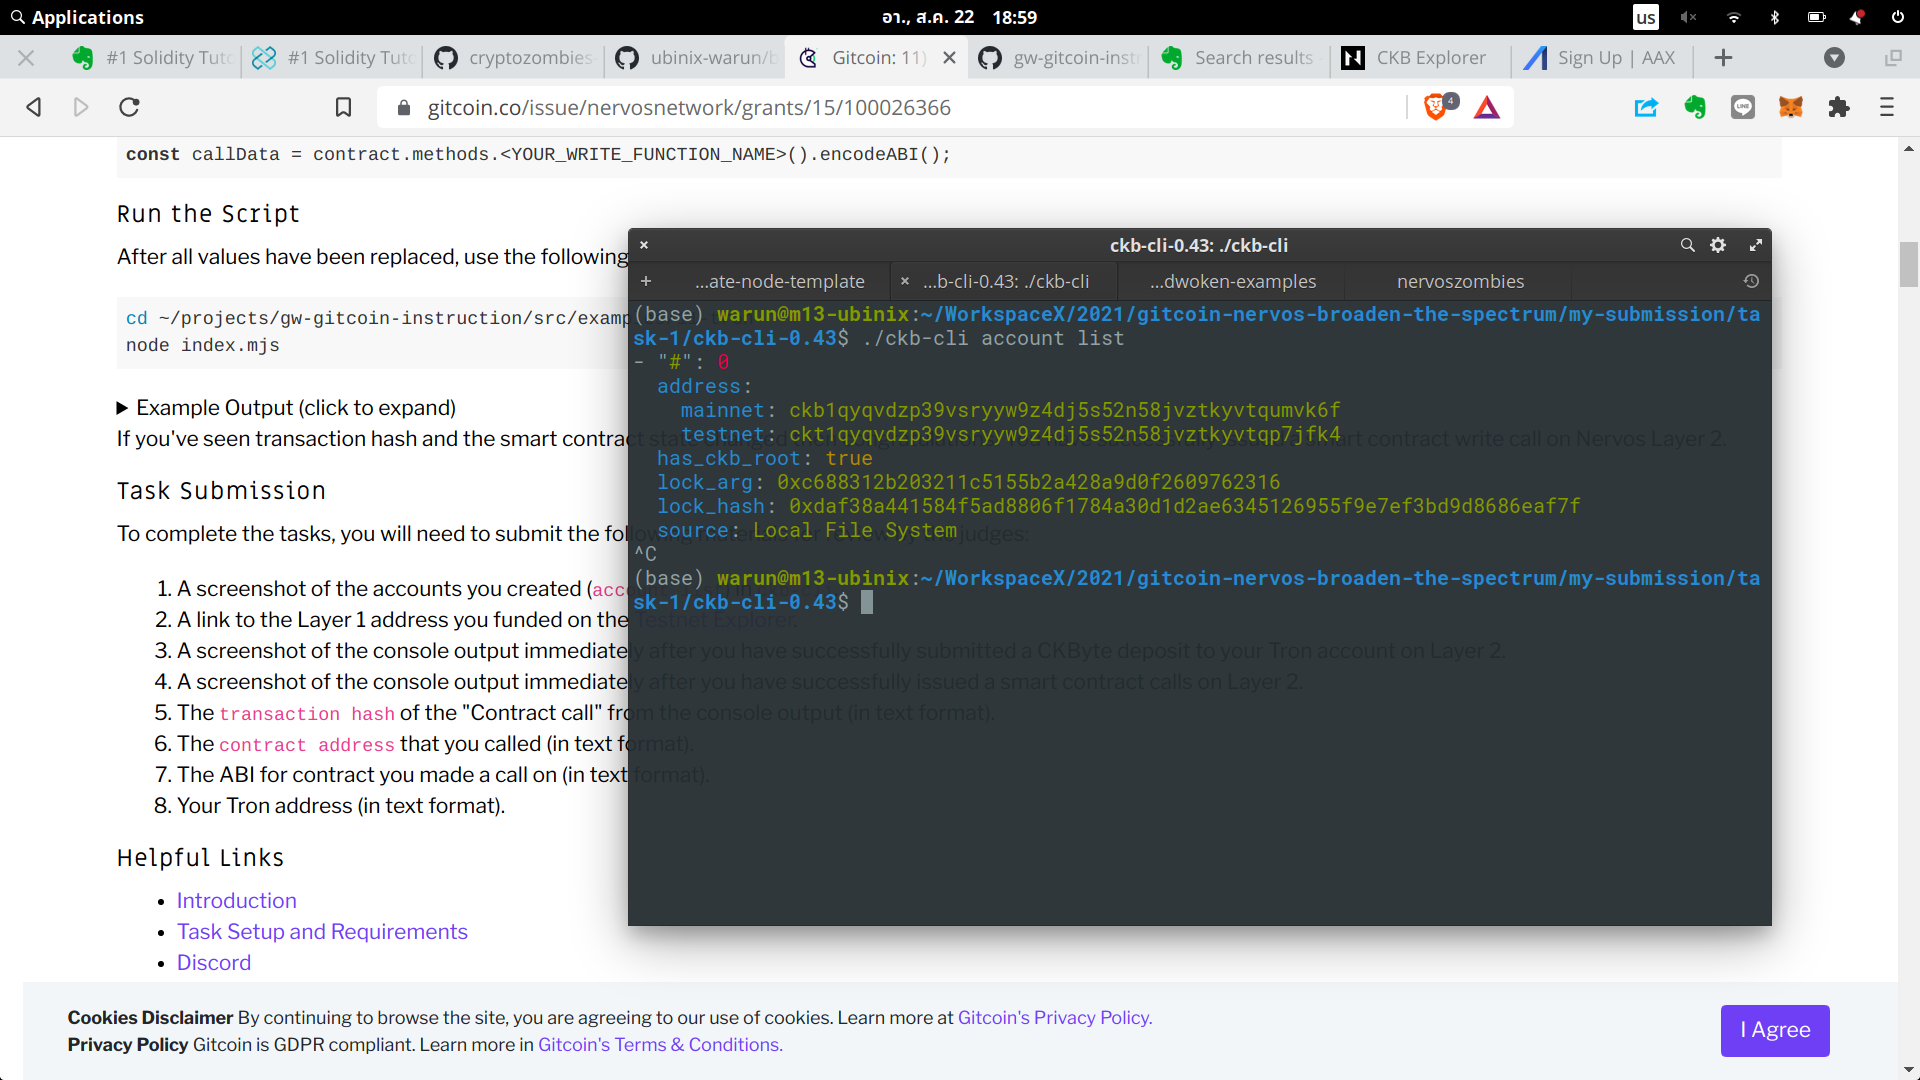 Applications
อา., ส.ค. 22 18:59
us
#1 Solidity Tuto
#1 Solidity Tuto
cryptozombies-
ubinix-warun/b
Gitcoin: 11)
gw-gitcoin-instr
Search results
CKB Explorer
Sign Up | AAX
gitcoin.co/issue/nervosnetwork/grants/15/100026366
4
const callData = contract.methods.<YOUR_WRITE_FUNCTION_NAME>().encodeABI();
Run the Script
After all values have been replaced, use the following
cd ~/projects/gw-gitcoin-instruction/src/examp
node index.mjs
Example Output (click to expand)
If you've seen transaction hash and the smart contract
smart contract write call on Nervos Layer 2.
Task Submission
To complete the tasks, you will need to submit the following materials for review by the judges:
1. A screenshot of the accounts you created (acc
2. A link to the Layer 1 address you funded on the Testnet Explorer.
3. A screenshot of the console output immediately after you have successfully submitted a CKByte deposit to your Tron account on Layer 2.
4. A screenshot of the console output immediately after you have successfully issued a smart contract calls on Layer 2.
5. The transaction hash of the "Contract call" from the console output (in text format).
6. The contract address that you called (in text format).
7. The ABI for contract you made a call on (in text format).
8. Your Tron address (in text format).
Helpful Links
• Introduction
• Task Setup and Requirements
• Discord
Cookies Disclaimer By continuing to browse the site, you are agreeing to our use of cookies. Learn more at Gitcoin's Privacy Policy.
Privacy Policy Gitcoin is GDPR compliant. Learn more in Gitcoin's Terms & Conditions.
I Agree
ckb-cli-0.43: ./ckb-cli
...ate-node-template
...b-cli-0.43: ./ckb-cli
...dwoken-examples
nervoszombies
(base) warun@m13-ubinix:~/WorkspaceX/2021/gitcoin-nervos-broaden-the-spectrum/my-submission/ta
sk-1/ckb-cli-0.43$ ./ckb-cli account list
- "#": 0
address:
mainnet: ckb1qyqvdzp39vsryyw9z4dj5s52n58jvztkyvtqumvk6f
testnet: ckt1qyqvdzp39vsryyw9z4dj5s52n58jvztkyvtqp7jfk4
has_ckb_root: true
lock_arg: 0xc688312b203211c5155b2a428a9d0f2609762316
lock_hash: 0xdaf38a441584f5ad8806f1784a30d1d2ae6345126955f9e7ef3bd9d8686eaf7f
source: Local File System
^C
(base) warun@m13-ubinix:~/WorkspaceX/2021/gitcoin-nervos-broaden-the-spectrum/my-submission/ta
sk-1/ckb-cli-0.43$